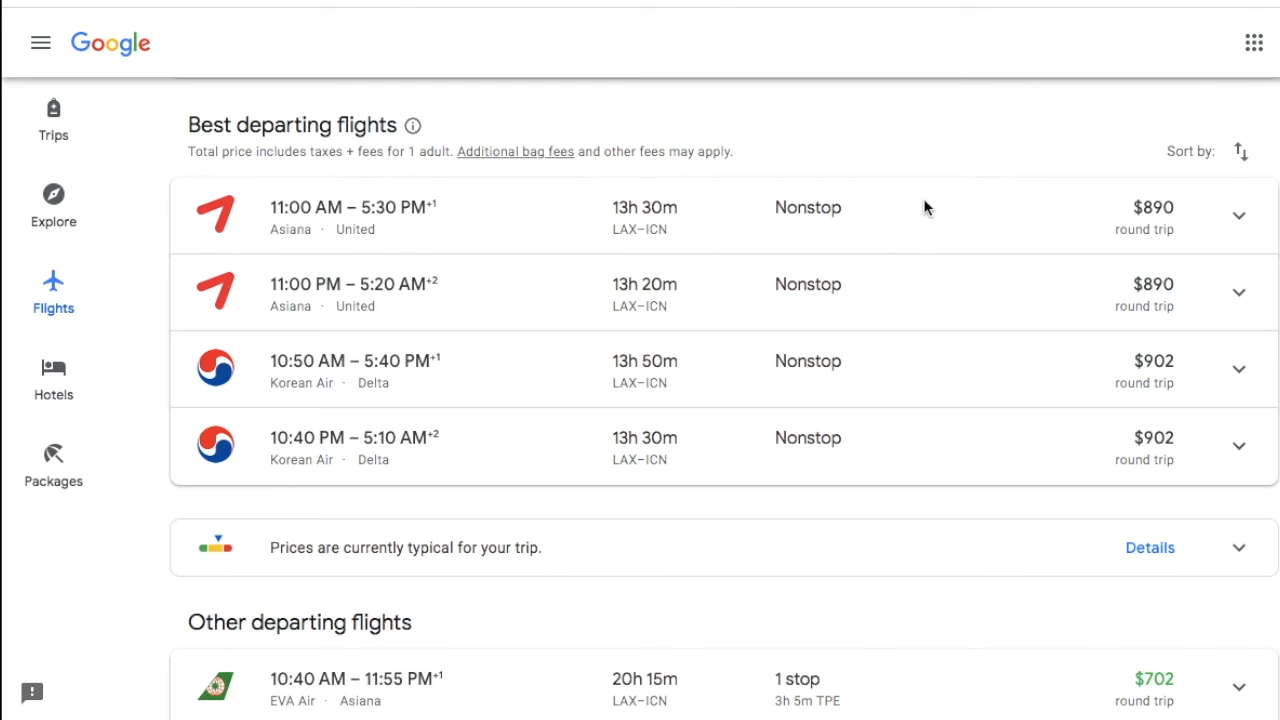 Google
Trips
Explore
Flights
Hotels
Packages
Best departing flights
Total price includes taxes + fees for 1 adult. Additional bag fees and other fees may apply.
Sort by:
11:00 AM – 5:30 PM+1 13h 30m Nonstop $890
Asiana · United LAX–ICN round trip
11:00 PM – 5:20 AM+2 13h 20m Nonstop $890
Asiana · United LAX–ICN round trip
10:50 AM – 5:40 PM+1 13h 50m Nonstop $902
Korean Air · Delta LAX–ICN round trip
10:40 PM – 5:10 AM+2 13h 30m Nonstop $902
Korean Air · Delta LAX–ICN round trip
Prices are currently typical for your trip. Details
Other departing flights
10:40 AM – 11:55 PM+1 20h 15m 1 stop $702
EVA Air · Asiana LAX–ICN 3h 5m TPE round trip